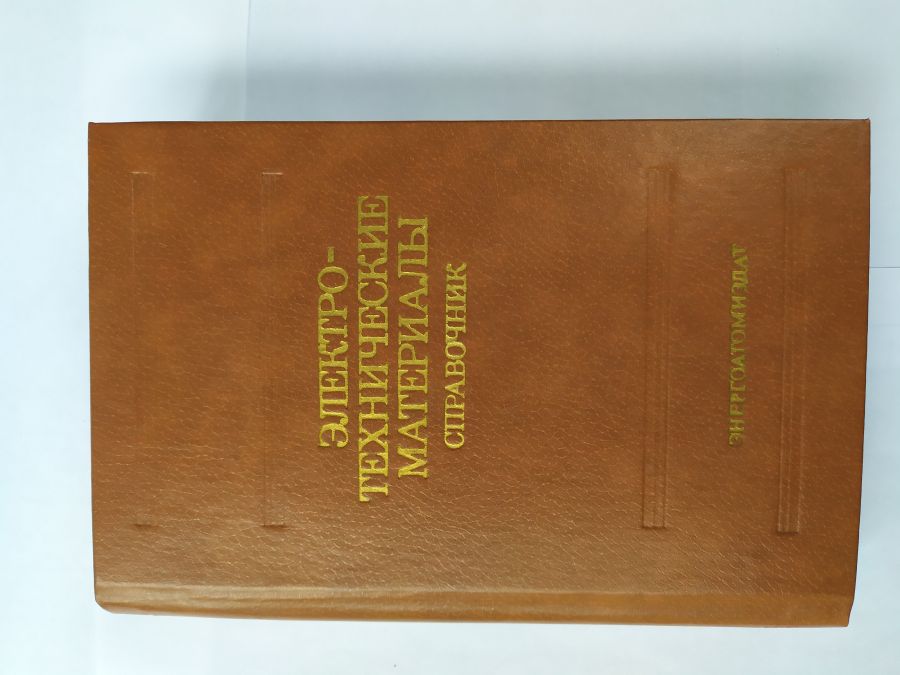 ЭЛЕКТРО-
ТЕХНИЧЕСКИЕ
МАТЕРИАЛЫ
СПРАВОЧНИК
ЭНЕРГОАТОМИЗДАТ